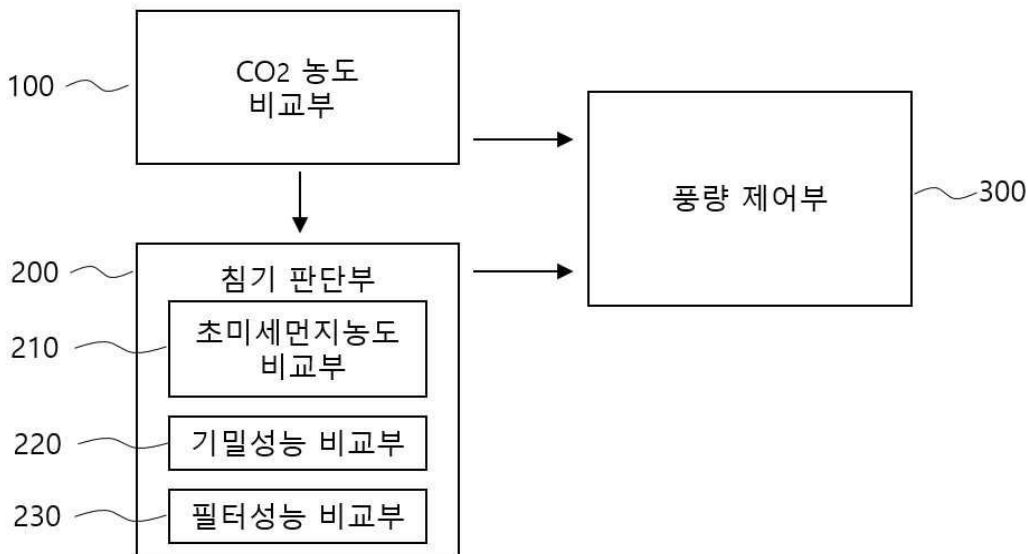 100
CO2 농도
비교부
풍량 제어부
300
200
침기 판단부
210
초미세먼지농도
비교부
220
기밀성능 비교부
230
필터성능 비교부